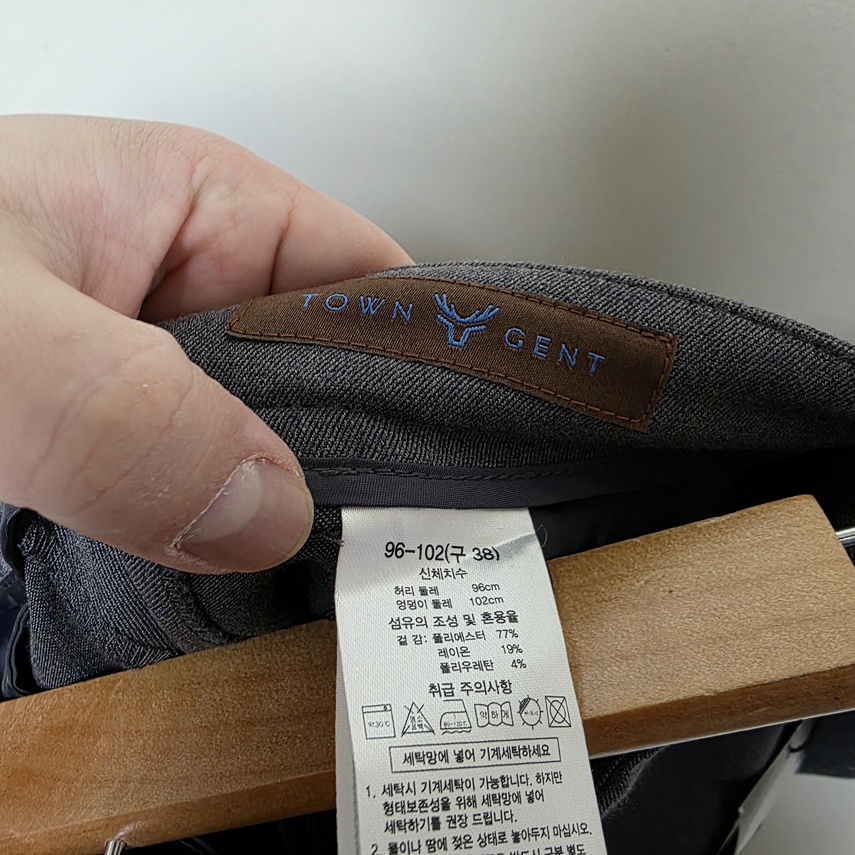 TOWN GENT
96-102(구 38)
신체치수
허리 둘레 96cm
엉덩이 둘레 102cm
섬유의 조성 및 혼용율
겉 감: 폴리에스터 77%
레이온 19%
폴리우레탄 4%
취급 주의사항
약하게
세탁망에 넣어 기계세탁하세요
1. 세탁시 기계세탁이 가능합니다. 하지만
형태보존성을 위해 세탁망에 넣어
세탁하기를 권장 드립니다.
2. 물이나 땀에 젖은 상태로 놓아두지 마십시오.